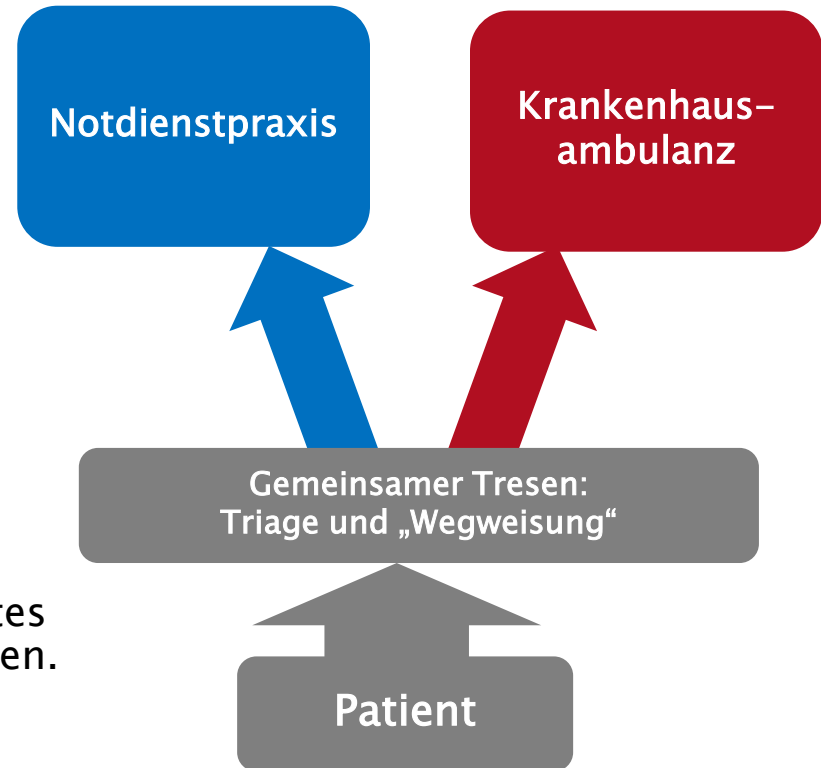 Notdienstpraxis
Krankenhaus-
ambulanz
Gemeinsamer Tresen:
Triage und „Wegweisung“
Patient